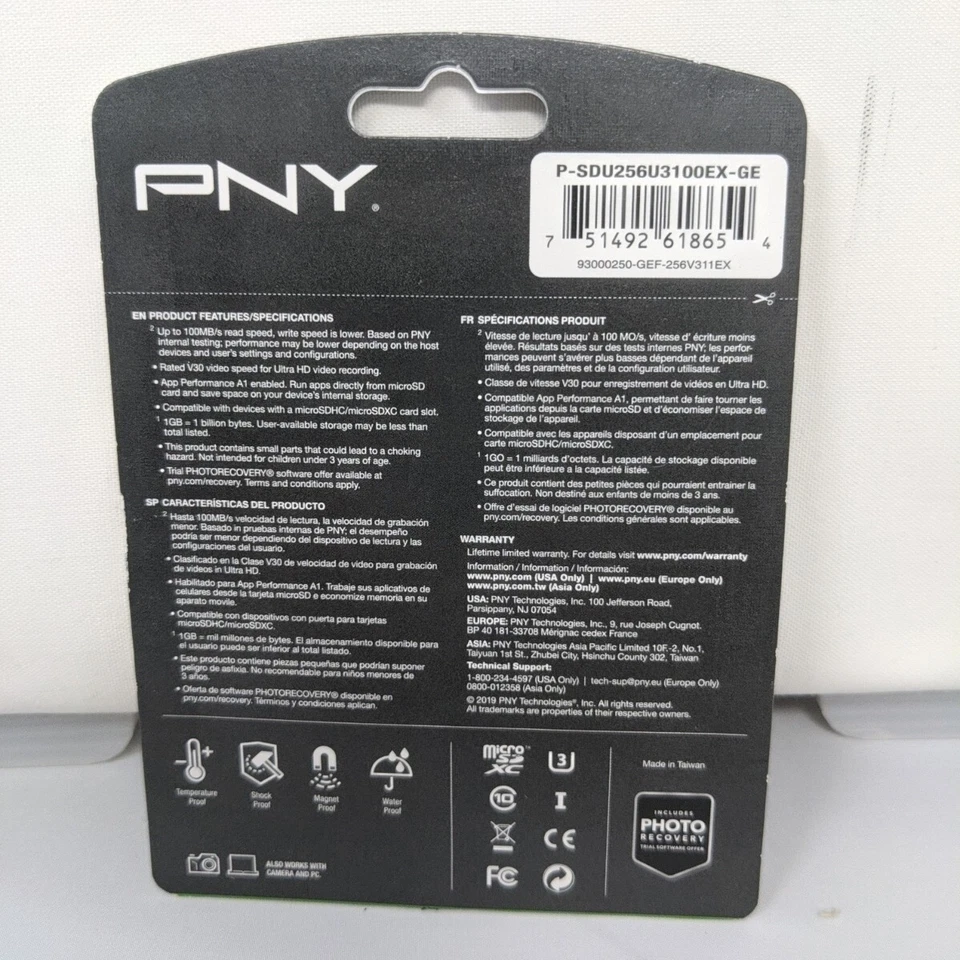 PNY®
P-SDU256U3100EX-GE
7 51492 61865 4
93000250-GEF-256V311EX
EN PRODUCT FEATURES/SPECIFICATIONS
2 Up to 100MB/s read speed, write speed is lower. Based on PNY
internal testing; performance may be lower depending on the host
devices and user's settings and configurations.
• Rated V30 video speed for Ultra HD video recording.
• App Performance A1 enabled. Run apps directly from microSD
card and save space on your device's internal storage.
• Compatible with devices with a microSDHC/microSDXC card slot.
1 1GB = 1 billion bytes. User-available storage may be less than
total listed.
• This product contains small parts that could lead to a choking
hazard. Not intended for children under 3 years of age.
• Trial PHOTORECOVERY® software offer available at
pny.com/recovery. Terms and conditions apply.
SP CARACTERÍSTICAS DEL PRODUCTO
2 Hasta 100MB/s velocidad de lectura, la velocidad de grabación
menor. Basado in pruebas internas de PNY; el desempeño
podría ser menor dependiendo del dispositivo de lectura y las
configuraciones del usuario.
• Clasificado en la Clase V30 de velocidad de video para grabación
de videos in Ultra HD.
• Habilitado para App Performance A1. Trabaje sus aplicativos de
celulares desde la tarjeta microSD e economize memoria en su
aparato movile.
• Compatible con dispositivos con puerta para tarjetas
microSDHC/microSDXC.
1 1GB = mil millones de bytes. El almacenamiento disponible para
el usuario puede ser inferior al total listado.
• Este producto contiene piezas pequeñas que podrían suponer
peligro de asfixia. No recomendable para niños menores de
3 años.
• Oferta de software PHOTORECOVERY® disponible en
pny.com/recovery. Términos y condiciones aplican.
FR SPÉCIFICATIONS PRODUIT
2 Vitesse de lecture jusqu' à 100 MO/s, vitesse d' écriture moins
élevée. Résultats basés sur des tests internes PNY; les perfor-
mances peuvent s'avérer plus basses dépendant de l'appareil
utilisé, des paramètres et de la configuration utilisateur.
• Classe de vitesse V30 pour enregistrement de vidéos en Ultra HD.
• Compatible App Performance A1, permettant de faire tourner les
applications depuis la carte microSD et d'économiser l'espace de
stockage de l'appareil.
• Compatible avec les appareils disposant d'un emplacement pour
carte microSDHC/microSDXC.
1 1GO = 1 milliards d'octets. La capacité de stockage disponible
peut être inférieure a la capacité listée.
• Ce produit contient des petites pièces qui pourraient entrainer la
suffocation. Non destiné aux enfants de moins de 3 ans.
• Offre d'essai de logiciel PHOTORECOVERY® disponible au
pny.com/recovery. Les conditions générales sont applicables.
WARRANTY
Lifetime limited warranty. For details visit www.pny.com/warranty
Information / Information / Información:
www.pny.com (USA Only) | www.pny.eu (Europe Only)
www.pny.com.tw (Asia Only)
USA: PNY Technologies, Inc. 100 Jefferson Road,
Parsippany, NJ 07054
EUROPE: PNY Technologies, Inc., 9, rue Joseph Cugnot.
BP 40 181-33708 Mérignac cedex France
ASIA: PNY Technologies Asia Pacific Limited 10F.-2, No.1,
Taiyuan 1st St., Zhubei City, Hsinchu County 302, Taiwan
Technical Support:
1-800-234-4597 (USA Only) | tech-sup@pny.eu (Europe Only)
0800-012358 (Asia Only)
© 2019 PNY Technologies®, Inc. All rights reserved.
All trademarks are properties of their respective owners.
Temperature
Proof
Shock
Proof
Magnet
Proof
Water
Proof
ALSO WORKS WITH
CAMERA AND PC.
micro SD XC™
3
10
I
CE
FC
Made in Taiwan
INCLUDES
PHOTO
RECOVERY
TRIAL SOFTWARE OFFER